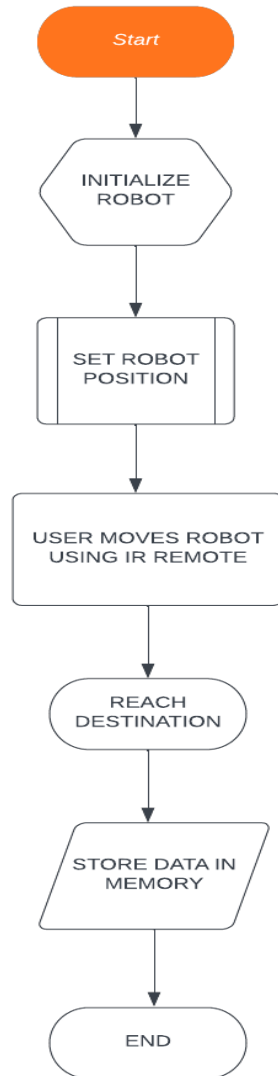 Start
INITIALIZE
ROBOT
SET ROBOT
POSITION
USER MOVES ROBOT
USING IR REMOTE
REACH
DESTINATION
STORE DATA IN
MEMORY
END